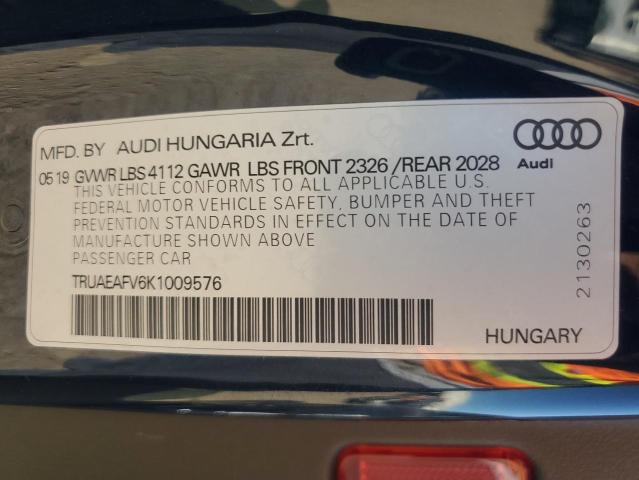 MFD. BY AUDI HUNGARIA Zrt.
05 19 GVWR LBS 4112 GAWR LBS FRONT 2326 /REAR 2028
THIS VEHICLE CONFORMS TO ALL APPLICABLE U.S.
FEDERAL MOTOR VEHICLE SAFETY, BUMPER AND THEFT
PREVENTION STANDARDS IN EFFECT ON THE DATE OF
MANUFACTURE SHOWN ABOVE
PASSENGER CAR
TRUAEAFV6K1009576
Audi
2130263
HUNGARY